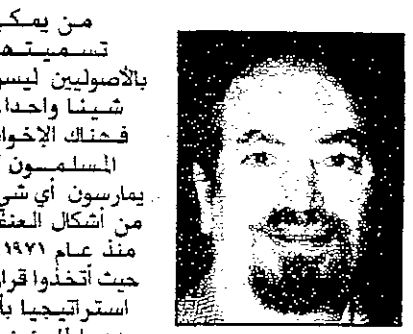 من يمكن
تسميتهم
بالأصوليين ليسوا
شيئا واحدا،
فهناك الإخوان
المسلمون
يمارسون أي شيء
من أشكال العنف
منذ عام ١٩٧١
حيث أتخذوا قرارا
استراتيجيا